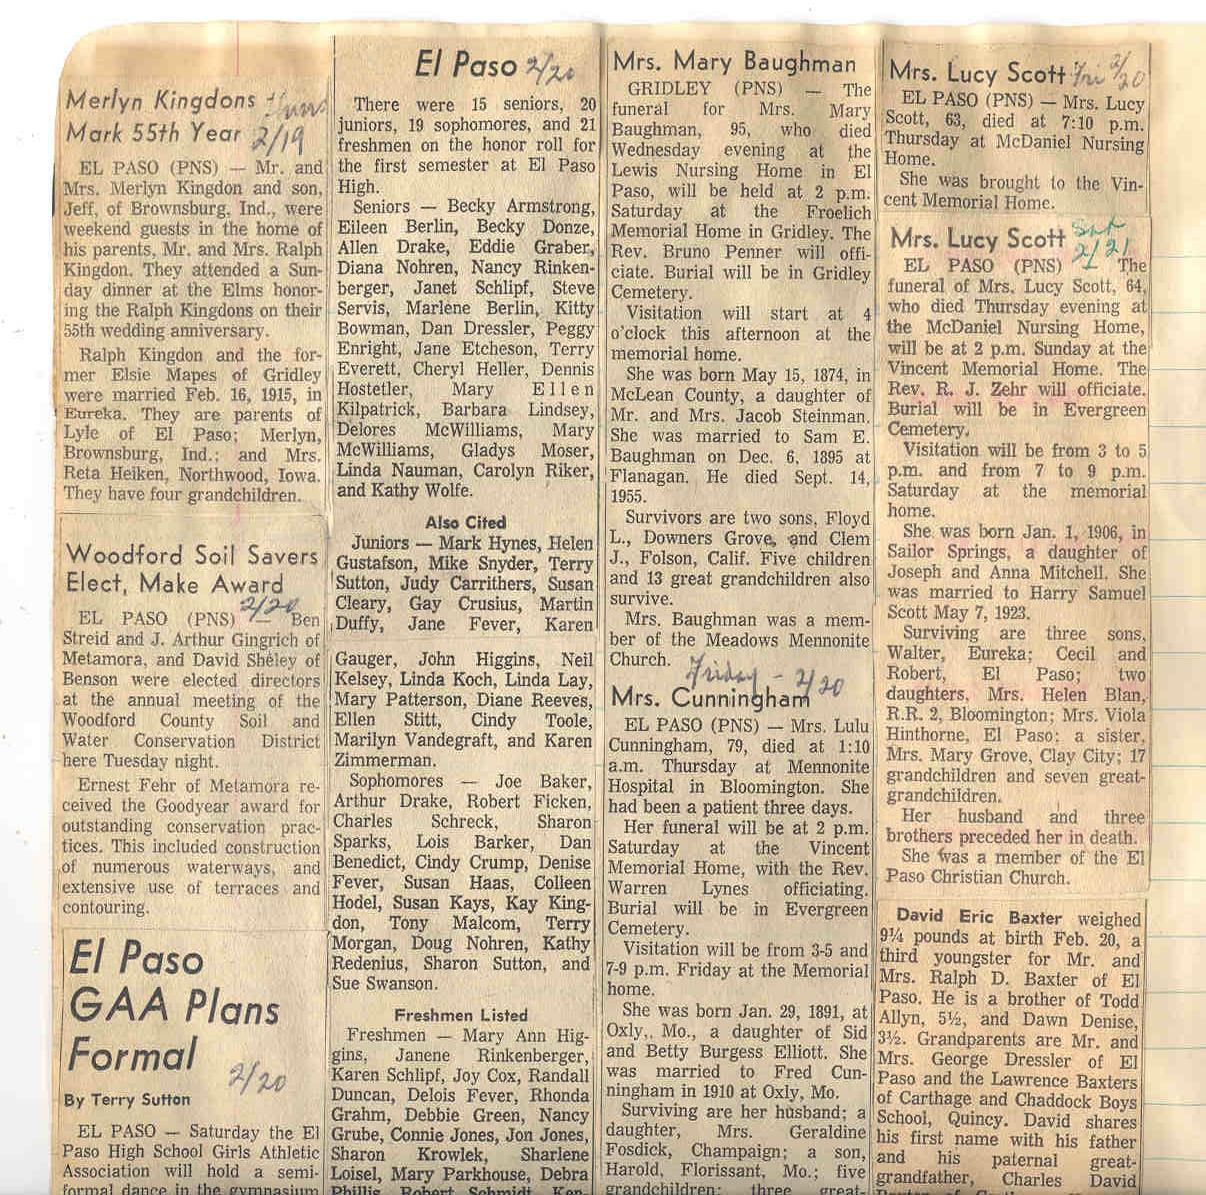 Merlyn Kingdons
Mark 55th Year 2/19
EL PASO (PNS) — Mr. and
Mrs. Merlyn Kingdon and son,
Jeff, of Brownsburg, Ind., were
weekend guests in the home of
his parents, Mr. and Mrs. Ralph
Kingdon. They attended a Sun-
day dinner at the Elms honor-
ing the Ralph Kingdons on their
55th wedding anniversary.
Ralph Kingdon and the for-
mer Elsie Mapes of Gridley
were married Feb. 16, 1915, in
Eureka. They are parents of
Lyle of El Paso; Merlyn,
Brownsburg, Ind.; and Mrs.
Reta Heiken, Northwood, Iowa.
They have four grandchildren.
Woodford Soil Savers
Elect, Make Award
2/20
EL PASO (PNS) — Ben
Streid and J. Arthur Gingrich of
Metamora, and David Sheley of
Benson were elected directors
at the annual meeting of the
Woodford County Soil and
Water Conservation District
here Tuesday night.
Ernest Fehr of Metamora re-
ceived the Goodyear award for
outstanding conservation prac-
tices. This included construction
of numerous waterways, and
extensive use of terraces and
contouring.
El Paso
GAA Plans
Formal
2/20
By Terry Sutton
EL PASO — Saturday the El
Paso High School Girls Athletic
Association will hold a semi-
formal dance in the gymnasium
El Paso 2/20
There were 15 seniors, 20
juniors, 19 sophomores, and 21
freshmen on the honor roll for
the first semester at El Paso
High.
Seniors — Becky Armstrong,
Eileen Berlin, Becky Donze,
Allen Drake, Eddie Graber,
Diana Nohren, Nancy Rinken-
berger, Janet Schlipf, Steve
Servis, Marlene Berlin, Kitty
Bowman, Dan Dressler, Peggy
Enright, Jane Etcheson, Terry
Everett, Cheryl Heller, Dennis
Hostetler, Mary Ellen
Kilpatrick, Barbara Lindsey,
Delores McWilliams, Mary
McWilliams, Gladys Moser,
Linda Nauman, Carolyn Riker,
and Kathy Wolfe.
Also Cited
Juniors — Mark Hynes, Helen
Gustafson, Mike Snyder, Terry
Sutton, Judy Carrithers, Susan
Cleary, Gay Crusius, Martin
Duffy, Jane Fever, Karen
Gauger, John Higgins, Neil
Kelsey, Linda Koch, Linda Lay,
Mary Patterson, Diane Reeves,
Ellen Stitt, Cindy Toole,
Marilyn Vandegraft, and Karen
Zimmerman.
Sophomores — Joe Baker,
Arthur Drake, Robert Ficken,
Charles Schreck, Sharon
Sparks, Lois Barker, Dan
Benedict, Cindy Crump, Denise
Fever, Susan Haas, Colleen
Hodel, Susan Kays, Kay King-
don, Tony Malcom, Terry
Morgan, Doug Nohren, Kathy
Redenius, Sharon Sutton, and
Sue Swanson.
Freshmen Listed
Freshmen — Mary Ann Hig-
gins, Janene Rinkenberger,
Karen Schlipf, Joy Cox, Randall
Duncan, Delois Fever, Rhonda
Grahm, Debbie Green, Nancy
Grube, Connie Jones, Jon Jones,
Sharon Krowlek, Sharlene
Loisel, Mary Parkhouse, Debra
Phillis, Robert Schmidt, Ken-
Mrs. Mary Baughman
GRIDLEY (PNS) — The
funeral for Mrs. Mary
Baughman, 95, who died
Wednesday evening at the
Lewis Nursing Home in El
Paso, will be held at 2 p.m.
Saturday at the Froelich
Memorial Home in Gridley. The
Rev. Bruno Penner will offi-
ciate. Burial will be in Gridley
Cemetery.
Visitation will start at 4
o'clock this afternoon at the
memorial home.
She was born May 15, 1874, in
McLean County, a daughter of
Mr. and Mrs. Jacob Steinman.
She was married to Sam E.
Baughman on Dec. 6, 1895 at
Flanagan. He died Sept. 14,
1955.
Survivors are two sons, Floyd
L., Downers Grove, and Clem
J., Folson, Calif. Five children
and 13 great grandchildren also
survive.
Mrs. Baughman was a mem-
ber of the Meadows Mennonite
Church.
Friday - 2/20
Mrs. Cunningham
EL PASO (PNS) — Mrs. Lulu
Cunningham, 79, died at 1:10
a.m. Thursday at Mennonite
Hospital in Bloomington. She
had been a patient three days.
Her funeral will be at 2 p.m.
Saturday at the Vincent
Memorial Home, with the Rev.
Warren Lynes officiating.
Burial will be in Evergreen
Cemetery.
Visitation will be from 3-5 and
7-9 p.m. Friday at the Memorial
home.
She was born Jan. 29, 1891, at
Oxly,. Mo., a daughter of Sid
and Betty Burgess Elliott. She
was married to Fred Cun-
ningham in 1910 at Oxly, Mo.
Surviving are her husband; a
daughter, Mrs. Geraldine
Fosdick, Champaign; a son,
Harold, Florissant, Mo.; five
grandchildren; three great-
Mrs. Lucy Scott Fri 2/20
EL PASO (PNS) — Mrs. Lucy
Scott, 63, died at 7:10 p.m.
Thursday at McDaniel Nursing
Home.
She was brought to the Vin-
cent Memorial Home.
Mrs. Lucy Scott Sat 2/21
EL PASO (PNS) — The
funeral of Mrs. Lucy Scott, 64,
who died Thursday evening at
the McDaniel Nursing Home,
will be at 2 p.m. Sunday at the
Vincent Memorial Home. The
Rev. R. J. Zehr will officiate.
Burial will be in Evergreen
Cemetery.
Visitation will be from 3 to 5
p.m. and from 7 to 9 p.m.
Saturday at the memorial
home.
She was born Jan. 1, 1906, in
Sailor Springs, a daughter of
Joseph and Anna Mitchell. She
was married to Harry Samuel
Scott May 7, 1923.
Surviving are three sons,
Walter, Eureka; Cecil and
Robert, El Paso; two
daughters, Mrs. Helen Blan,
R.R. 2, Bloomington; Mrs. Viola
Hinthorne, El Paso; a sister,
Mrs. Mary Grove, Clay City; 17
grandchildren and seven great-
grandchildren.
Her husband and three
brothers preceded her in death.
She was a member of the El
Paso Christian Church.
David Eric Baxter weighed
9¼ pounds at birth Feb. 20, a
third youngster for Mr. and
Mrs. Ralph D. Baxter of El
Paso. He is a brother of Todd
Allyn, 5½, and Dawn Denise,
3½. Grandparents are Mr. and
Mrs. George Dressler of El
Paso and the Lawrence Baxters
of Carthage and Chaddock Boys
School, Quincy. David shares
his first name with his father
and his paternal great-
grandfather, Charles David